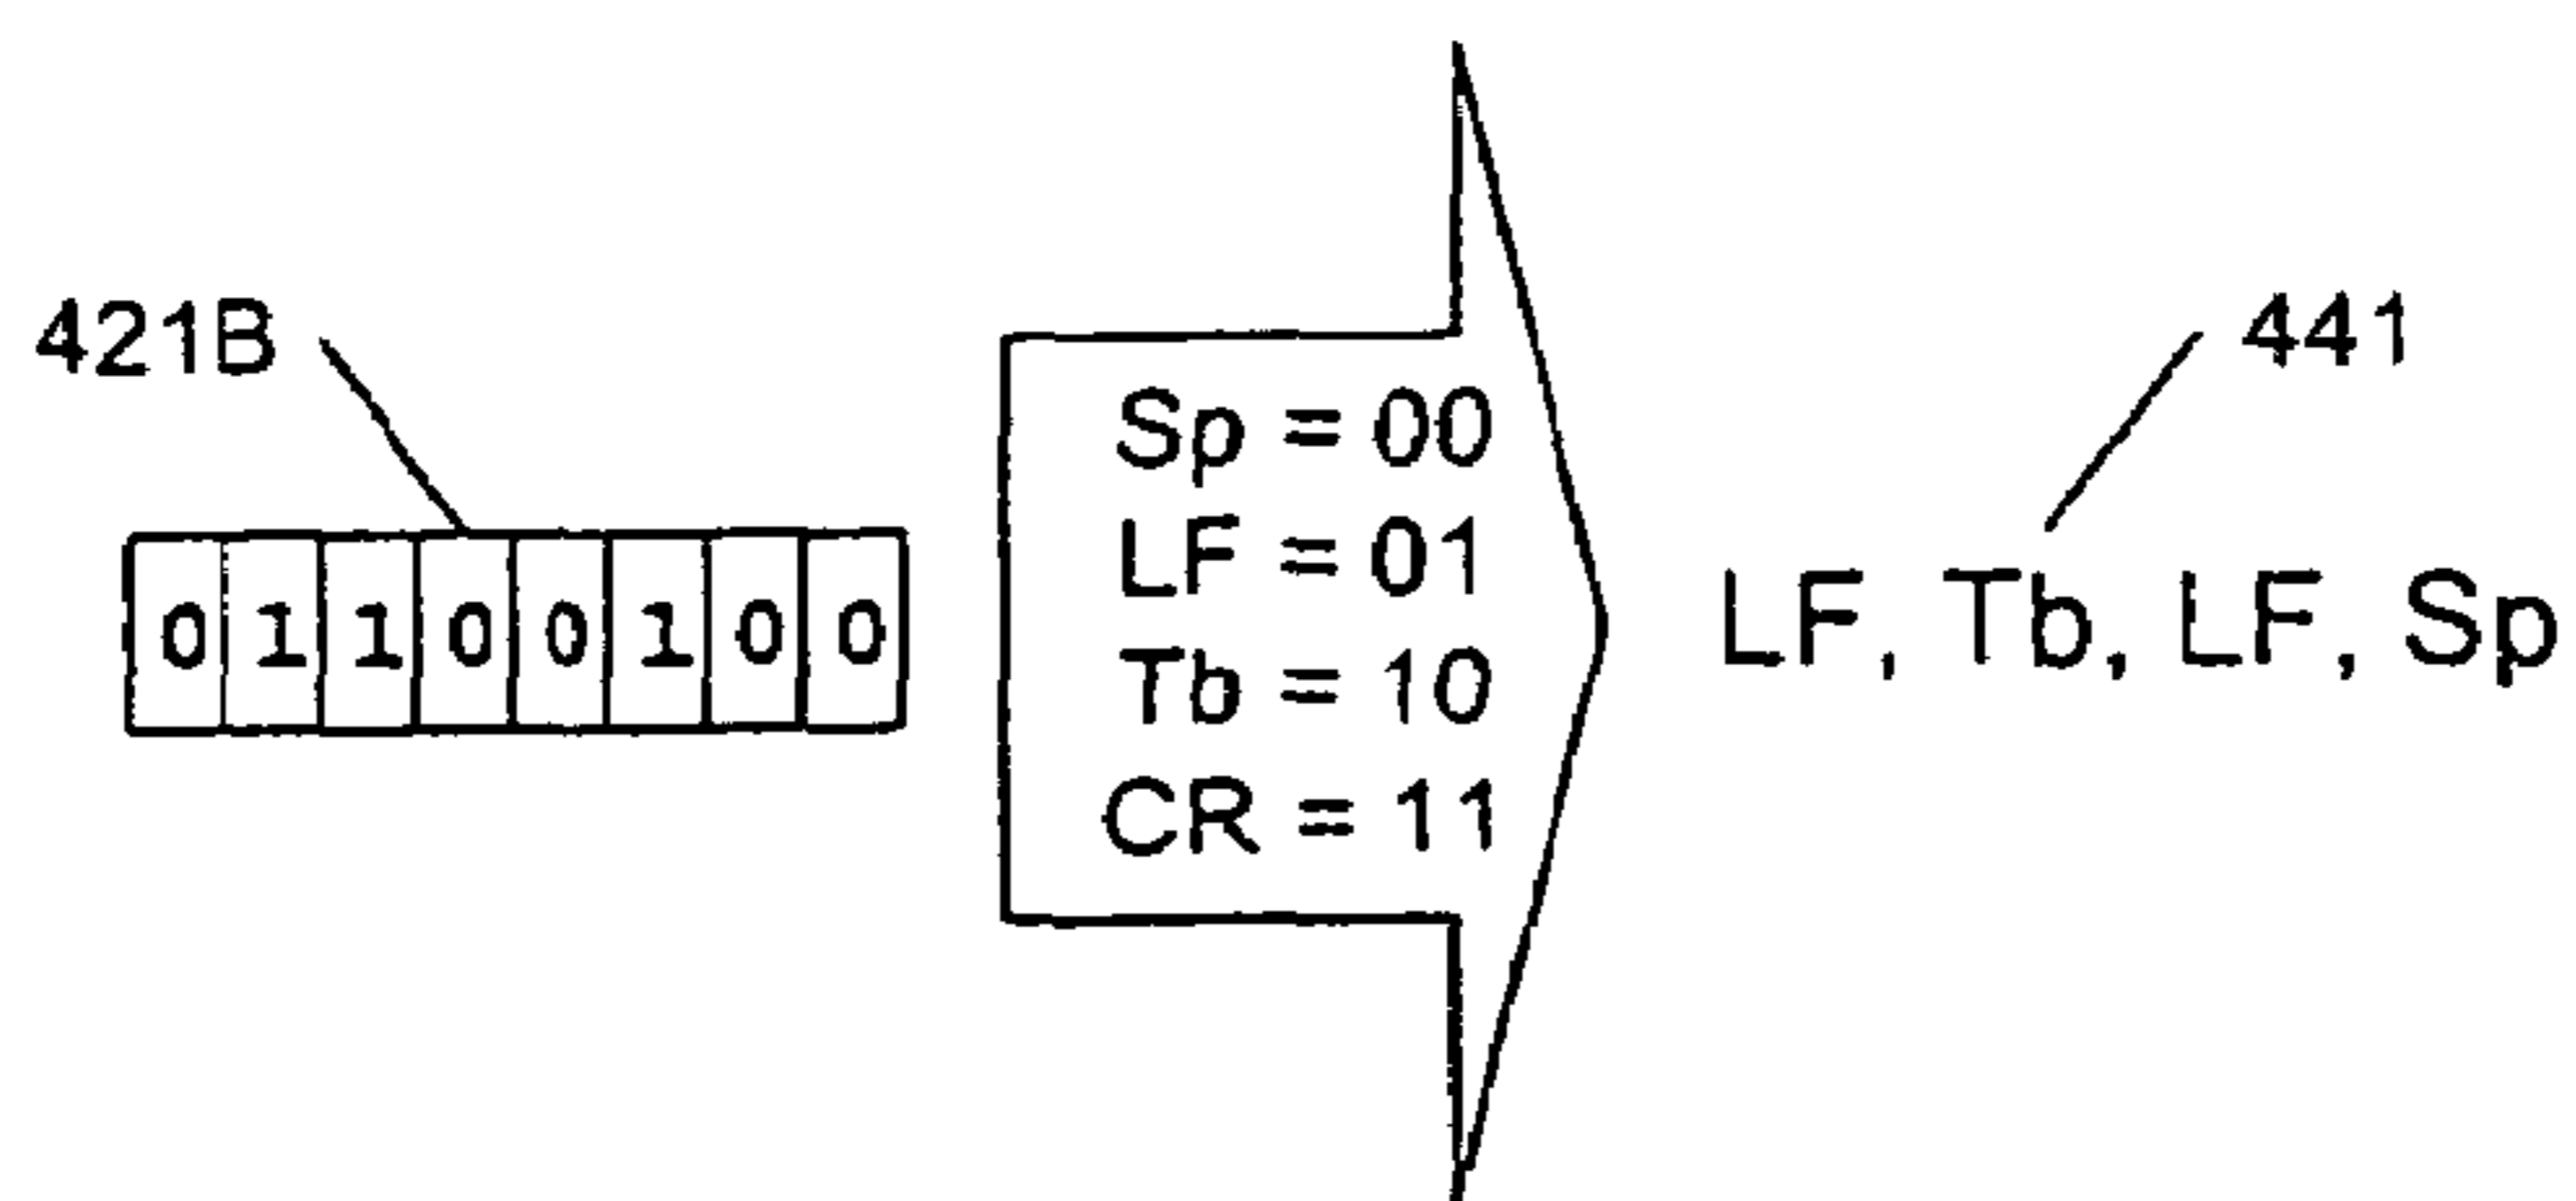 421B
441
0 1 1 0 0 1 0 0
Sp = 00
LF = 01
Tb = 10
CR = 11
LF, Tb, LF, Sp